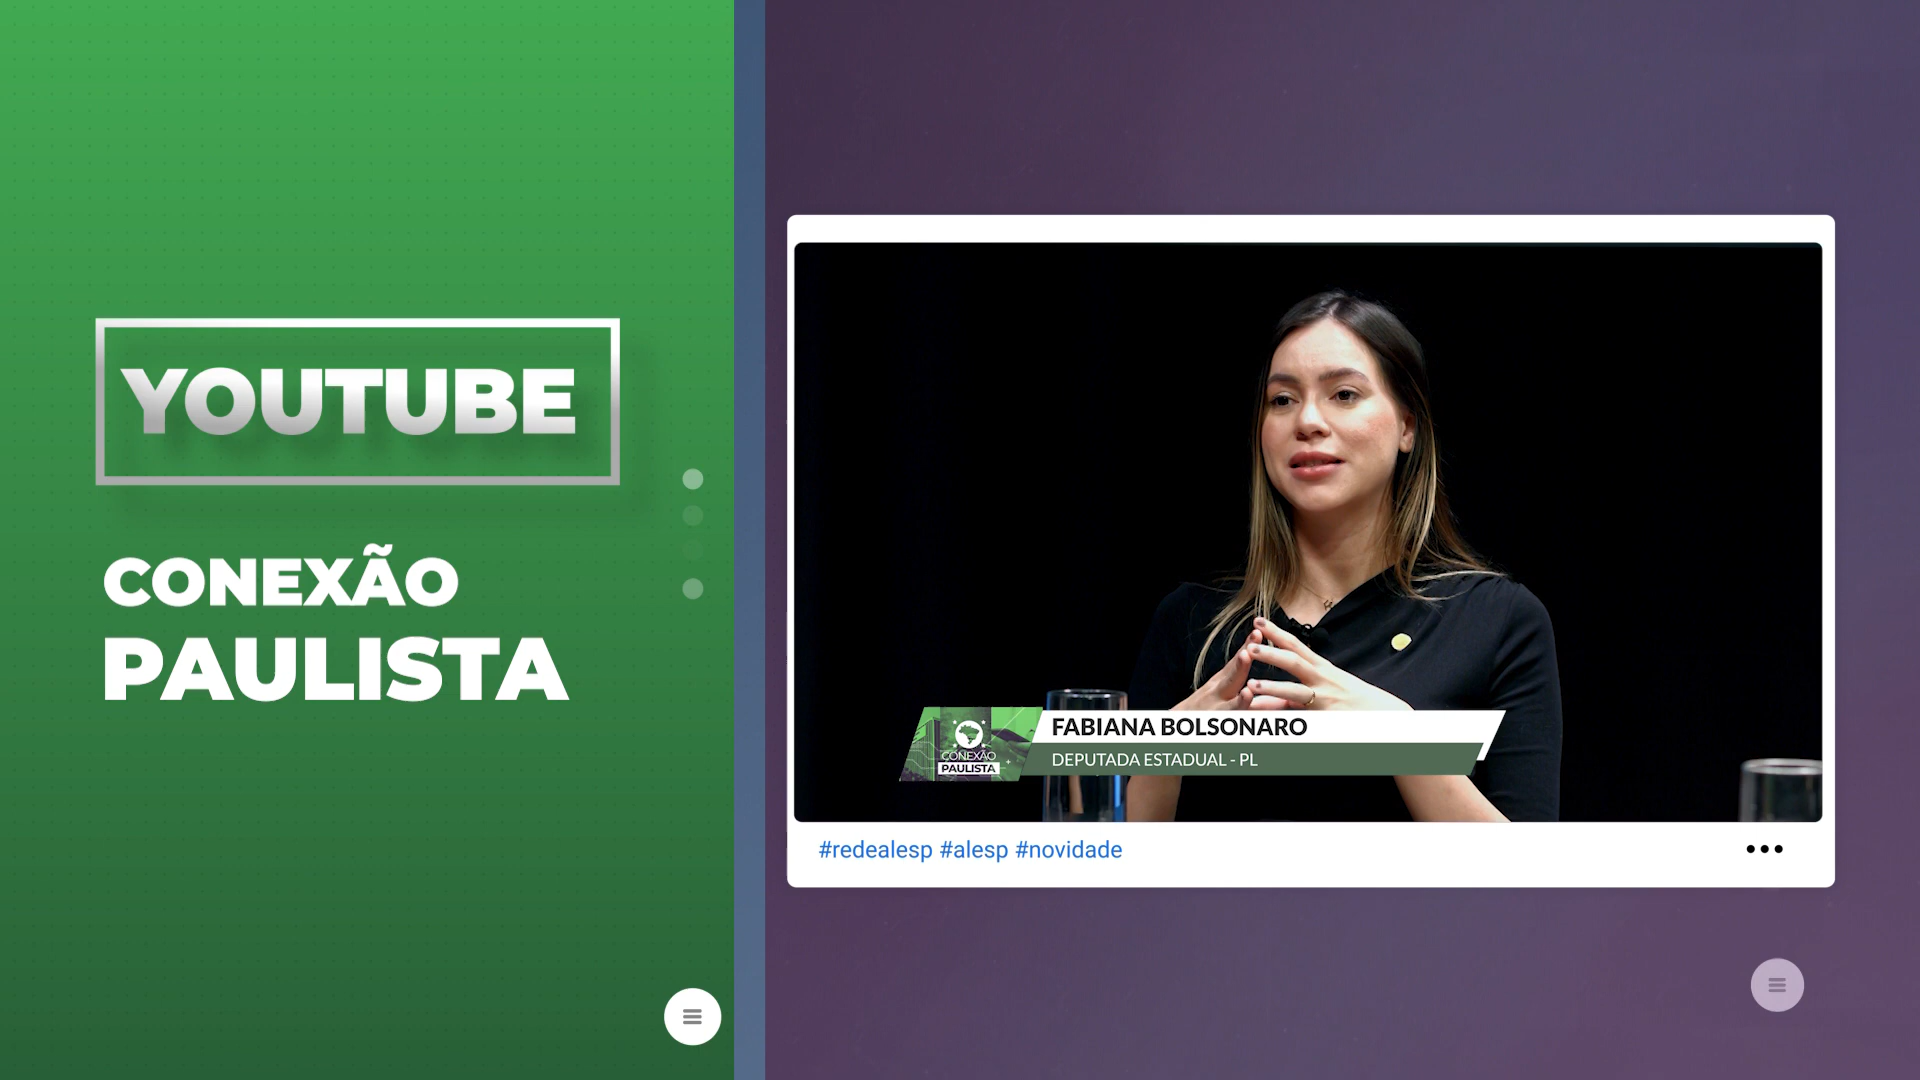 YOUTUBE
CONEXÃO
PAULISTA
CONEXÃO
PAULISTA
FABIANA BOLSONARO
DEPUTADA ESTADUAL - PL
#redealesp #alesp #novidade